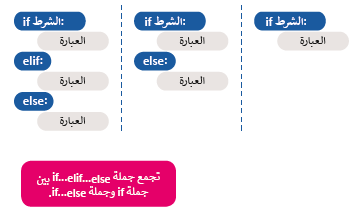 if الشرط:
العبارة
elif:
العبارة
else:
العبارة
if الشرط:
العبارة
else:
العبارة
if الشرط:
العبارة
تجمع جملة if...elif...else بين
جملة if وجملة if...else.